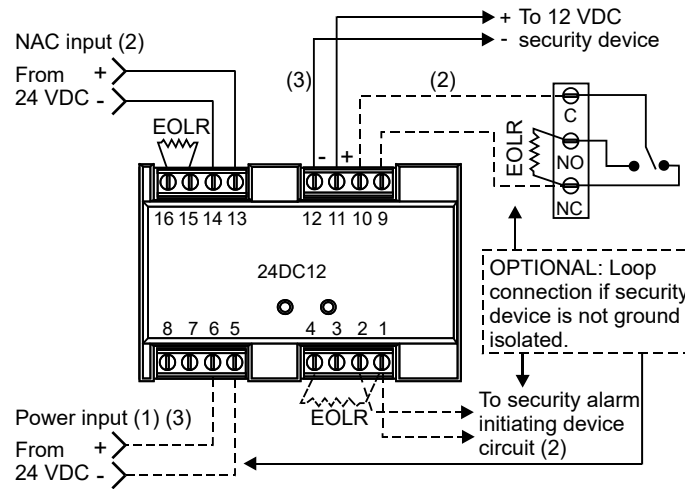 + To 12 VDC
- security device
NAC input (2)
From +
24 VDC -
(3)
(2)
EOLR
- +
C
EOLR
NO
NC
16 15 14 13
12 11 10 9
24DC12
OPTIONAL: Loop
connection if security
device is not ground
isolated.
8 7 6 5
4 3 2 1
EOLR
To security alarm
initiating device
circuit (2)
Power input (1) (3)
From +
24 VDC -